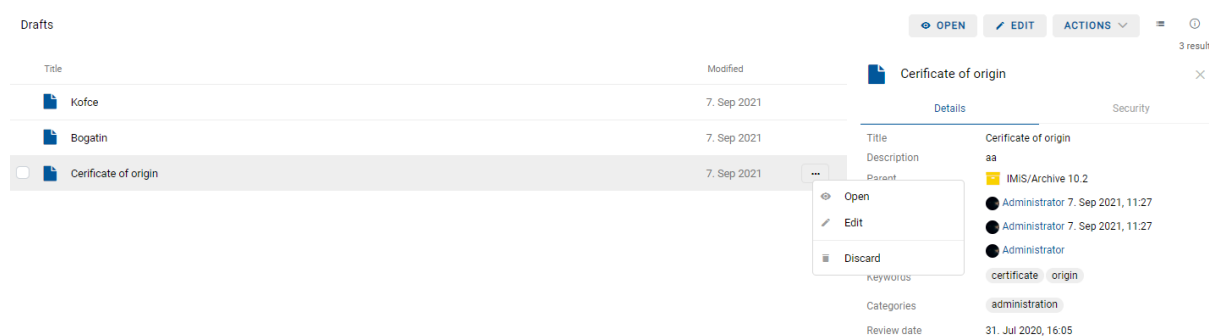 Drafts
OPEN EDIT ACTIONS
3 result
Title Modified
Kofce 7. Sep 2021
Bogatin 7. Sep 2021
Cerificate of origin 7. Sep 2021
Open
Edit
Discard
Cerificate of origin
Details Security
Title Cerificate of origin
Description aa
Parent IMiS/Archive 10.2
Administrator 7. Sep 2021, 11:27
Administrator 7. Sep 2021, 11:27
Administrator
Keywords certificate origin
Categories administration
Review date 31. Jul 2020, 16:05